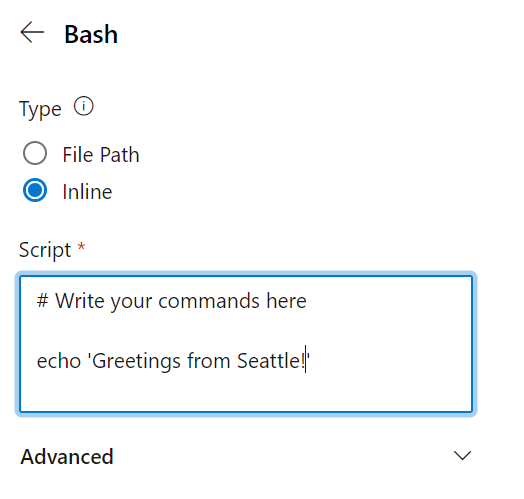 Bash
Type
File Path
Inline
Script *
# Write your commands here
echo 'Greetings from Seattle!'
Advanced